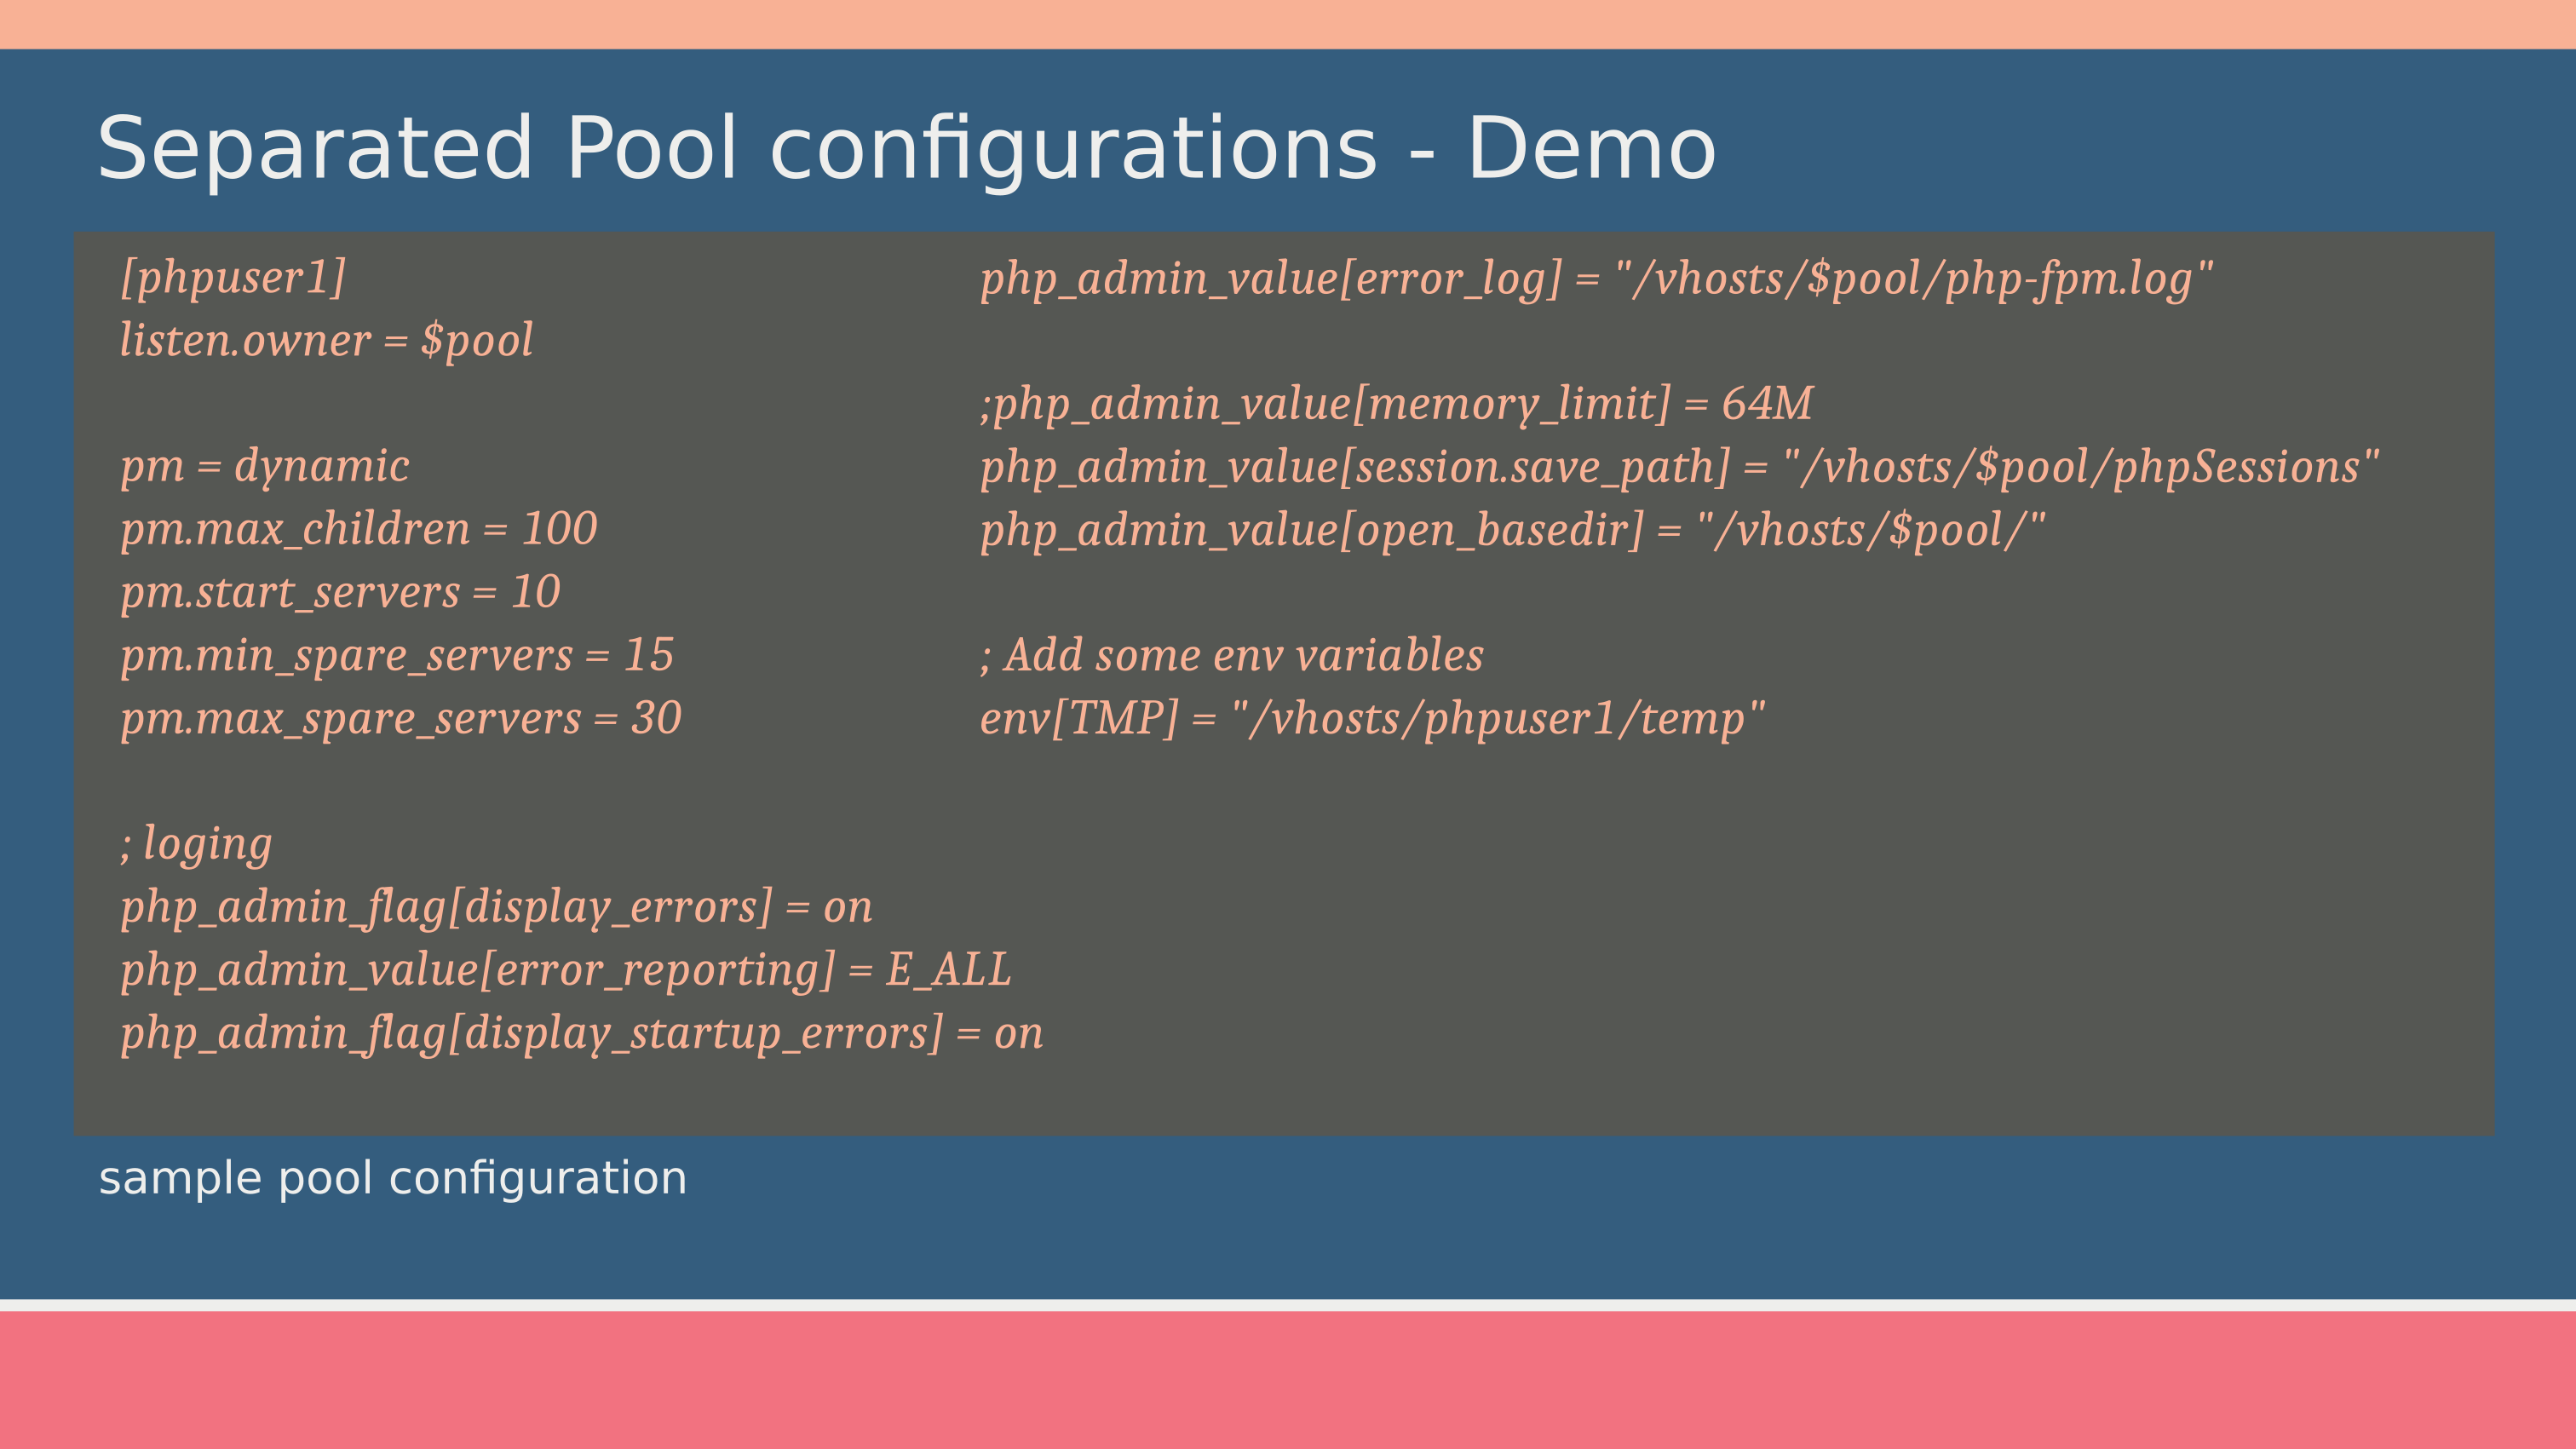 Separated Pool configurations - Demo
[phpuser1]
listen.owner = $pool
pm = dynamic
pm.max_children = 100
pm.start_servers = 10
pm.min_spare_servers = 15
pm.max_spare_servers = 30
; loging
php_admin_flag[display_errors] = on
php_admin_value[error_reporting] = E_ALL
php_admin_flag[display_startup_errors] = on
php_admin_value[error_log] = "/vhosts/$pool/php-fpm.log"
;php_admin_value[memory_limit] = 64M
php_admin_value[session.save_path] = "/vhosts/$pool/phpSessions"
php_admin_value[open_basedir] = "/vhosts/$pool/"
; Add some env variables
env[TMP] = "/vhosts/phpuser1/temp"
sample pool configuration